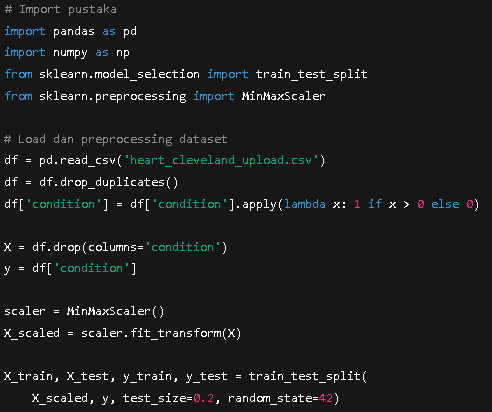 # Import pustaka
import pandas as pd
import numpy as np
from sklearn.model_selection import train_test_split
from sklearn.preprocessing import MinMaxScaler
# Load dan preprocessing dataset
df = pd.read_csv('heart_cleveland_upload.csv')
df = df.drop_duplicates()
df['condition'] = df['condition'].apply(lambda x: 1 if x > 0 else 0)
X = df.drop(columns='condition')
y = df['condition']
scaler = MinMaxScaler()
X_scaled = scaler.fit_transform(X)
X_train, X_test, y_train, y_test = train_test_split(
    X_scaled, y, test_size=0.2, random_state=42)